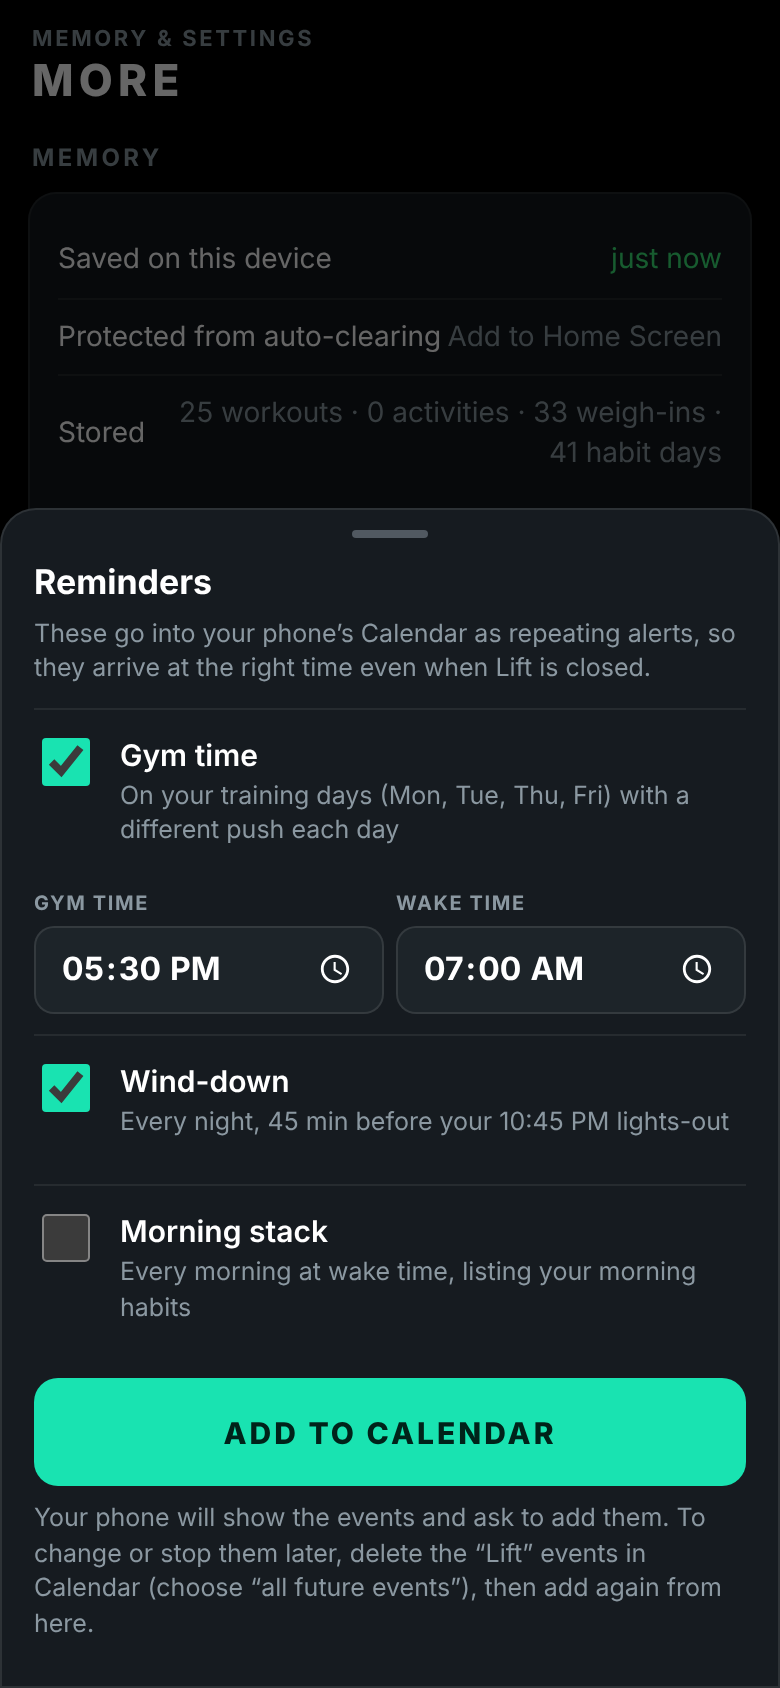 MEMORY & SETTINGS
MORE
MEMORY
Saved on this device just now
Protected from auto-clearing Add to Home Screen
Stored 25 workouts · 0 activities · 33 weigh-ins ·
41 habit days
Reminders
These go into your phone’s Calendar as repeating alerts, so
they arrive at the right time even when Lift is closed.
Gym time
On your training days (Mon, Tue, Thu, Fri) with a
different push each day
GYM TIME WAKE TIME
05:30 PM 07:00 AM
Wind-down
Every night, 45 min before your 10:45 PM lights-out
Morning stack
Every morning at wake time, listing your morning
habits
ADD TO CALENDAR
Your phone will show the events and ask to add them. To
change or stop them later, delete the “Lift” events in
Calendar (choose “all future events”), then add again from
here.